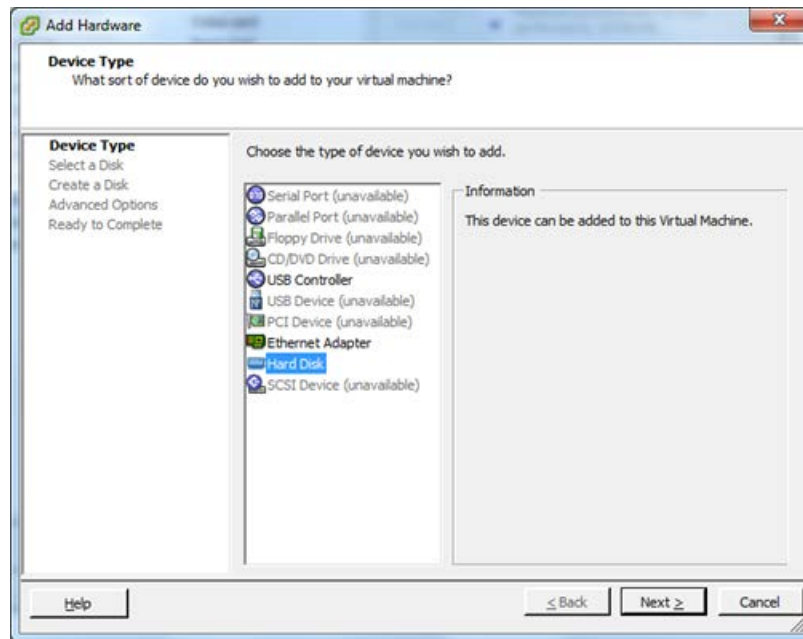 Add Hardware
Device Type
What sort of device do you wish to add to your virtual machine?
Device Type
Select a Disk
Create a Disk
Advanced Options
Ready to Complete
Choose the type of device you wish to add.
Serial Port (unavailable)
Parallel Port (unavailable)
Floppy Drive (unavailable)
CD/DVD Drive (unavailable)
USB Controller
USB Device (unavailable)
PCI Device (unavailable)
Ethernet Adapter
Hard Disk
SCSI Device (unavailable)
Information
This device can be added to this Virtual Machine.
Help
< Back
Next >
Cancel